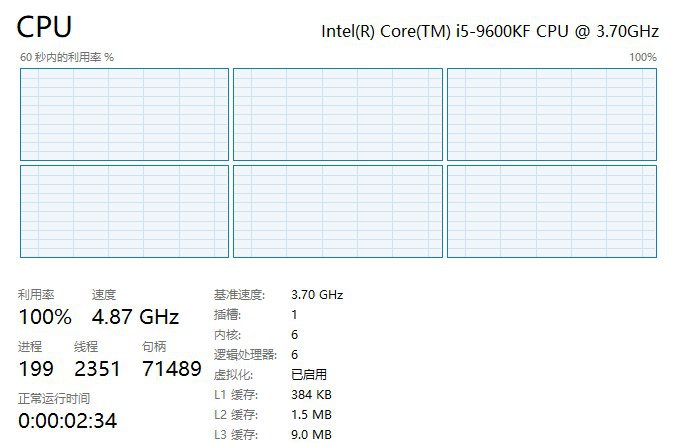 CPU Intel(R) Core(TM) i5-9600KF CPU @ 3.70GHz
60 秒内的利用率 % 100%
利用率 速度 基准速度: 3.70 GHz
100% 4.87 GHz 插槽: 1
内核: 6
进程 线程 句柄 逻辑处理器: 6
199 2351 71489 虚拟化: 已启用
正常运行时间 L1 缓存: 384 KB
0:00:02:34 L2 缓存: 1.5 MB
L3 缓存: 9.0 MB